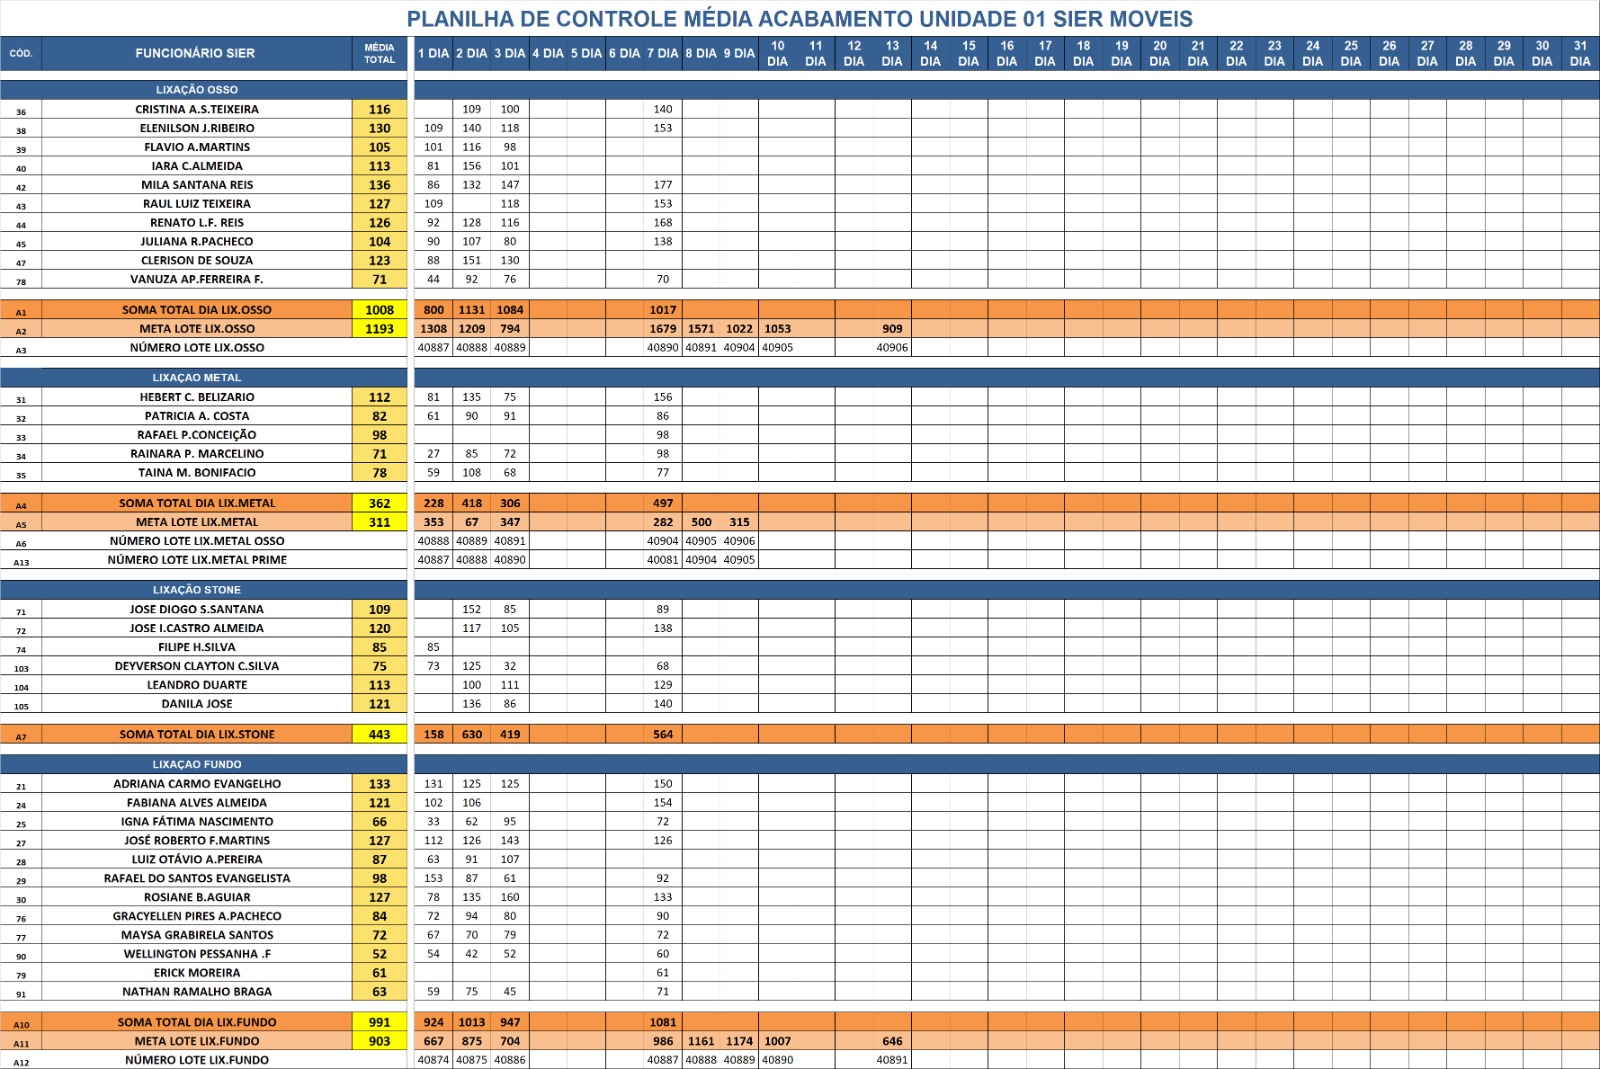 PLANILHA DE CONTROLE MÉDIA ACABAMENTO UNIDADE 01 SIER MOVEIS
CÓD. FUNCIONÁRIO SIER MÉDIA TOTAL 1 DIA 2 DIA 3 DIA 4 DIA 5 DIA 6 DIA 7 DIA 8 DIA 9 DIA 10 DIA 11 DIA 12 DIA 13 DIA 14 DIA 15 DIA 16 DIA 17 DIA 18 DIA 19 DIA 20 DIA 21 DIA 22 DIA 23 DIA 24 DIA 25 DIA 26 DIA 27 DIA 28 DIA 29 DIA 30 DIA 31 DIA
LIXAÇÃO OSSO
36 CRISTINA A.S.TEIXEIRA 116 109 100 140
38 ELENILSON J.RIBEIRO 130 109 140 118 153
39 FLAVIO A.MARTINS 105 101 116 98
40 IARA C.ALMEIDA 113 81 156 101
42 MILA SANTANA REIS 136 86 132 147 177
43 RAUL LUIZ TEIXEIRA 127 109 118 153
44 RENATO L.F. REIS 126 92 128 116 168
45 JULIANA R.PACHECO 104 90 107 80 138
47 CLERISON DE SOUZA 123 88 151 130
78 VANUZA AP.FERREIRA F. 71 44 92 76 70
A1 SOMA TOTAL DIA LIX.OSSO 1008 800 1131 1084 1017
A2 META LOTE LIX.OSSO 1193 1308 1209 794 1679 1571 1022 1053 909
A3 NÚMERO LOTE LIX.OSSO 40887 40888 40889 40890 40891 40904 40905 40906
LIXAÇAO METAL
31 HEBERT C. BELIZARIO 112 81 135 75 156
32 PATRICIA A. COSTA 82 61 90 91 86
33 RAFAEL P.CONCEIÇÃO 98 98
34 RAINARA P. MARCELINO 71 27 85 72 98
35 TAINA M. BONIFACIO 78 59 108 68 77
A4 SOMA TOTAL DIA LIX.METAL 362 228 418 306 497
A5 META LOTE LIX.METAL 311 353 67 347 282 500 315
A6 NÚMERO LOTE LIX.METAL OSSO 40888 40889 40891 40904 40905 40906
A13 NÚMERO LOTE LIX.METAL PRIME 40887 40888 40890 40081 40904 40905
LIXAÇÃO STONE
71 JOSE DIOGO S.SANTANA 109 152 85 89
72 JOSE I.CASTRO ALMEIDA 120 117 105 138
74 FILIPE H.SILVA 85 85
103 DEYVERSON CLAYTON C.SILVA 75 73 125 32 68
104 LEANDRO DUARTE 113 100 111 129
105 DANILA JOSE 121 136 86 140
A7 SOMA TOTAL DIA LIX.STONE 443 158 630 419 564
LIXAÇAO FUNDO
21 ADRIANA CARMO EVANGELHO 133 131 125 125 150
24 FABIANA ALVES ALMEIDA 121 102 106 154
25 IGNA FÁTIMA NASCIMENTO 66 33 62 95 72
27 JOSÉ ROBERTO F.MARTINS 127 112 126 143 126
28 LUIZ OTÁVIO A.PEREIRA 87 63 91 107
29 RAFAEL DO SANTOS EVANGELISTA 98 153 87 61 92
30 ROSIANE B.AGUIAR 127 78 135 160 133
76 GRACYELLEN PIRES A.PACHECO 84 72 94 80 90
77 MAYSA GRABIRELA SANTOS 72 67 70 79 72
90 WELLINGTON PESSANHA .F 52 54 42 52 60
79 ERICK MOREIRA 61 61
91 NATHAN RAMALHO BRAGA 63 59 75 45 71
A10 SOMA TOTAL DIA LIX.FUNDO 991 924 1013 947 1081
A11 META LOTE LIX.FUNDO 903 667 875 704 986 1161 1174 1007 646
A12 NÚMERO LOTE LIX.FUNDO 40874 40875 40886 40887 40888 40889 40890 40891